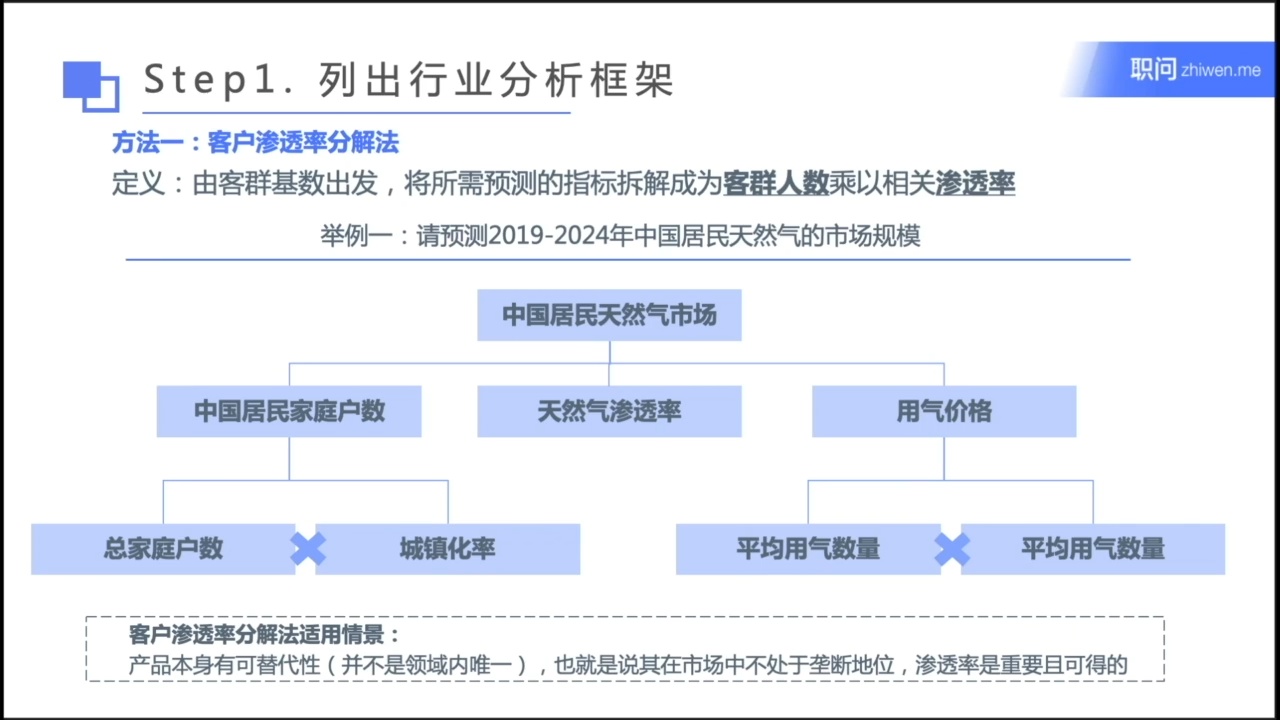 Step1. 列出行业分析框架
职问 zhiwen.me
方法一：客户渗透率分解法
定义：由客群基数出发，将所需预测的指标拆解成为客群人数乘以相关渗透率
举例一：请预测2019-2024年中国居民天然气的市场规模
中国居民天然气市场
中国居民家庭户数
天然气渗透率
用气价格
总家庭户数
城镇化率
平均用气数量
平均用气数量
客户渗透率分解法适用情景：
产品本身有可替代性（并不是领域内唯一），也就是说其在市场中不处于垄断地位，渗透率是重要且可得的